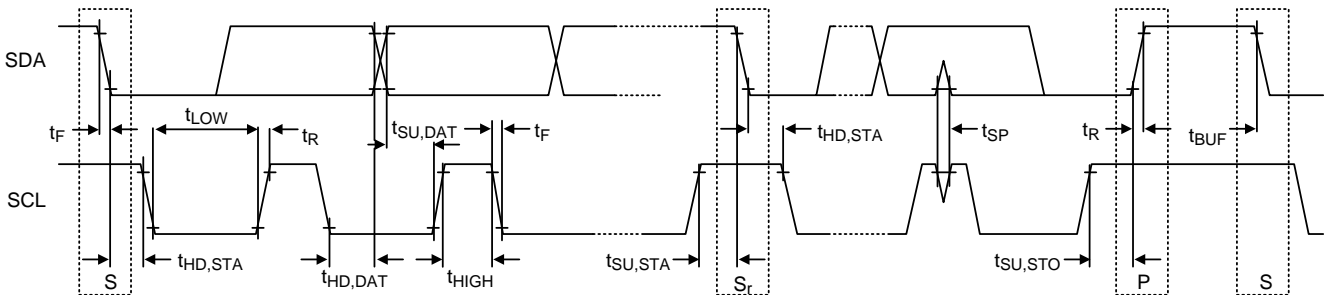 SDA
t_F t_LOW t_R t_SU,DAT t_F t_HD,STA t_SP t_R t_BUF
SCL
t_HD,STA t_HD,DAT t_HIGH t_SU,STA t_SU,STO
S S_r P S